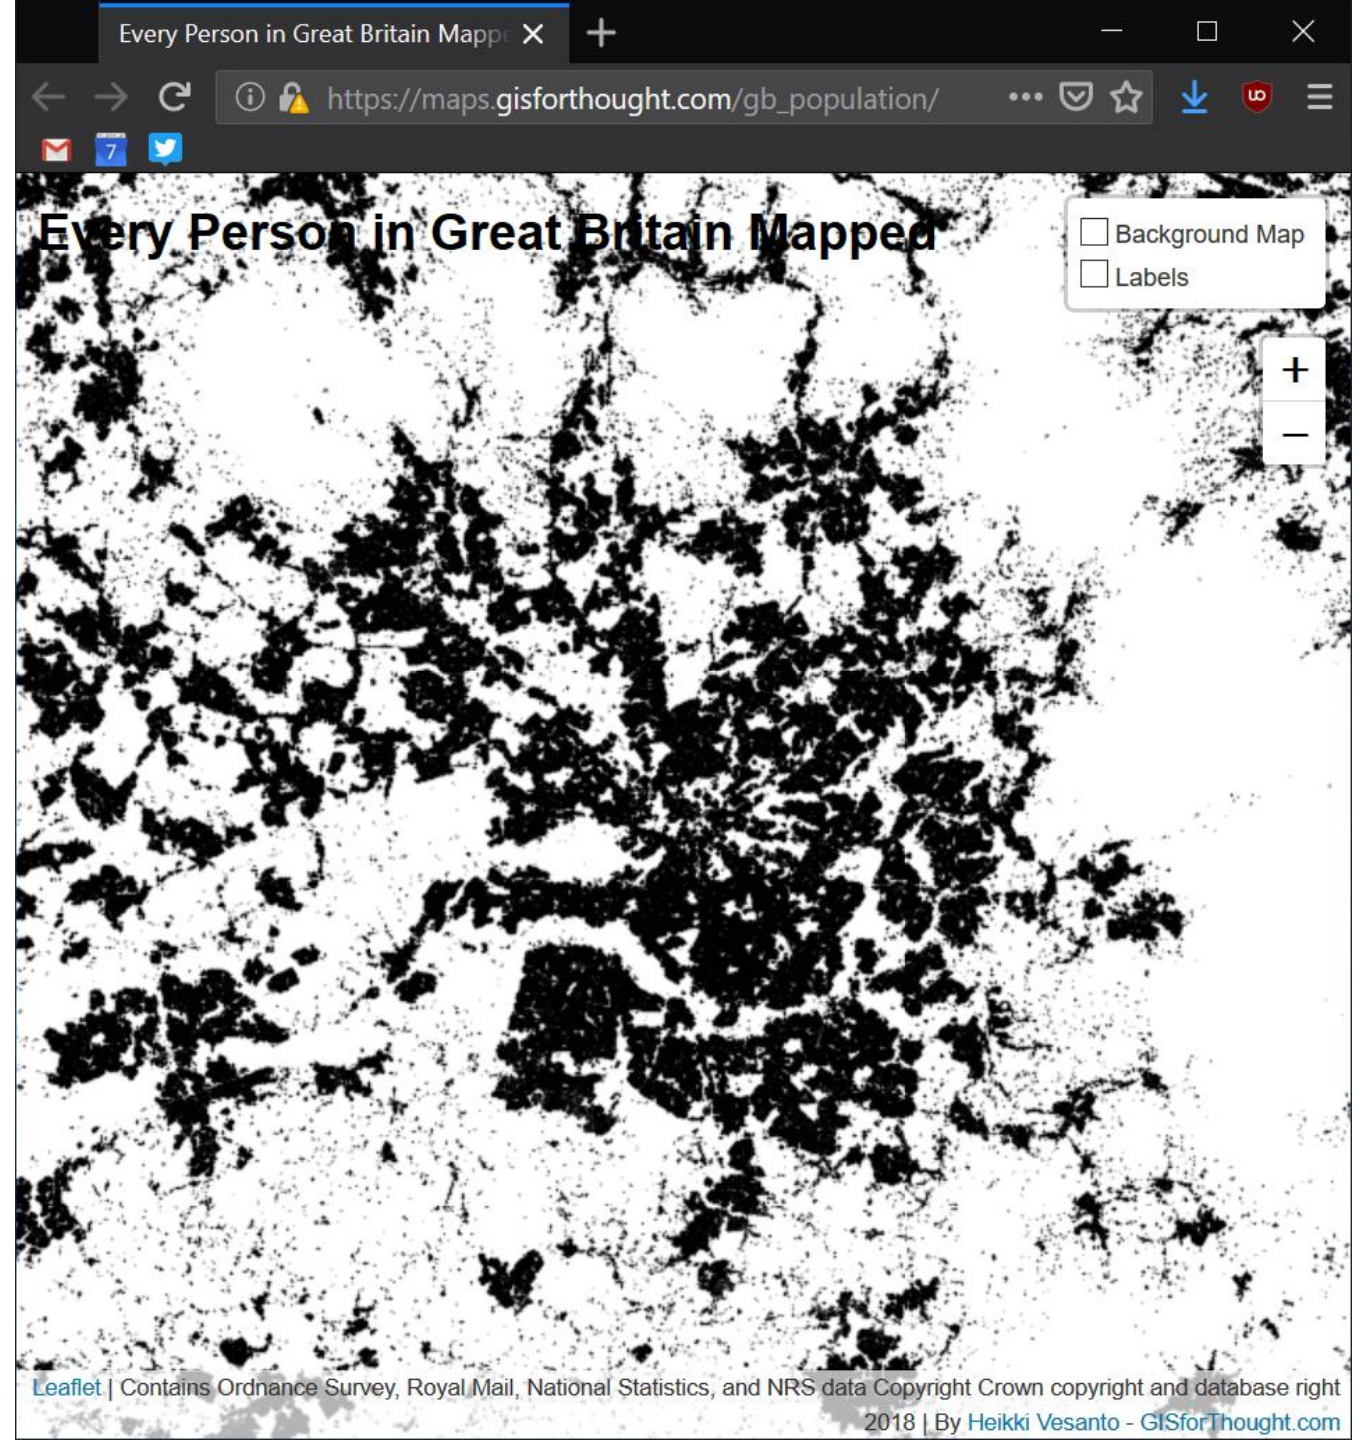 Every Person in Great Britain Mapp
https://maps.gisforthought.com/gb_population/
7
Every Person in Great Britain Mapped
Background Map
Labels
+
−
Leaflet | Contains Ordnance Survey, Royal Mail, National Statistics, and NRS data Copyright Crown copyright and database right
2018 | By Heikki Vesanto - GISforThought.com